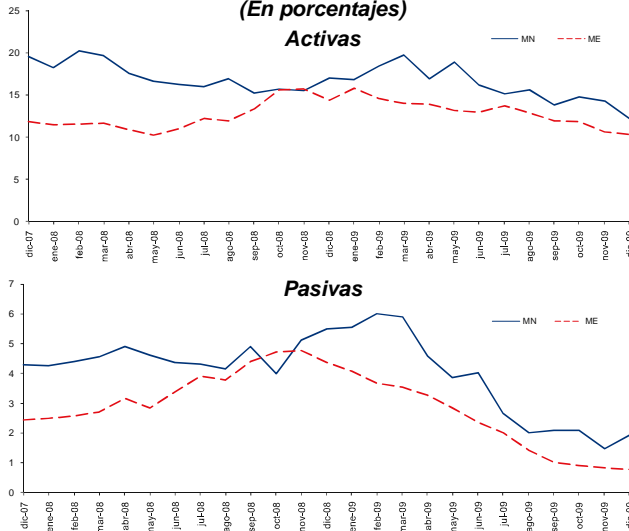 (En porcentajes)
Activas
MN ME
25
20
15
10
5
0
dic-07 ene-08 feb-08 mar-08 abr-08 may-08 jun-08 jul-08 ago-08 sep-08 oct-08 nov-08 dic-08 ene-09 feb-09 mar-09 abr-09 may-09 jun-09 jul-09 ago-09 sep-09 oct-09 nov-09 dic-09
Pasivas
MN ME
7
6
5
4
3
2
1
0
dic-07 ene-08 feb-08 mar-08 abr-08 may-08 jun-08 jul-08 ago-08 sep-08 oct-08 nov-08 dic-08 ene-09 feb-09 mar-09 abr-09 may-09 jun-09 jul-09 ago-09 sep-09 oct-09 nov-09 dic-09